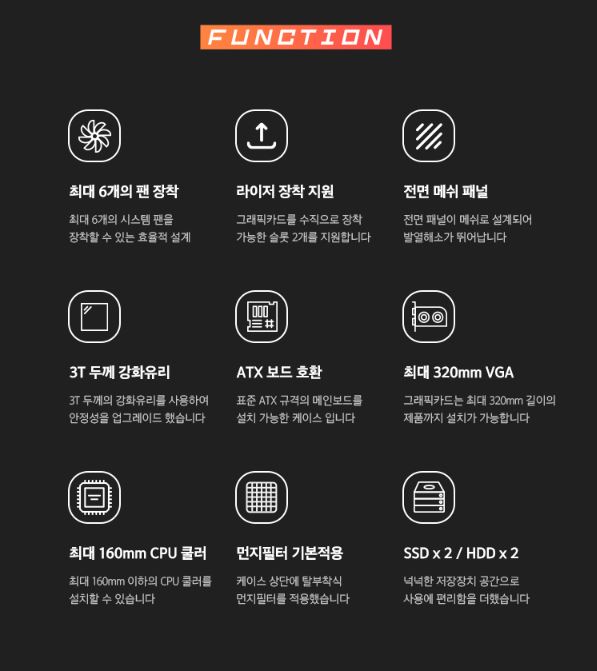 FUNCTION
최대 6개의 팬 장착
최대 6개의 시스템 팬을
장착할 수 있는 효율적 설계
라이저 장착 지원
그래픽카드를 수직으로 장착
가능한 슬롯 2개를 지원합니다
전면 메쉬 패널
전면 패널이 메쉬로 설계되어
발열해소가 뛰어납니다
3T 두께 강화유리
3T 두께의 강화유리를 사용하여
안정성을 업그레이드 했습니다
ATX 보드 호환
표준 ATX 규격의 메인보드를
설치 가능한 케이스 입니다
최대 320mm VGA
그래픽카드는 최대 320mm 길이의
제품까지 설치가 가능합니다
최대 160mm CPU 쿨러
최대 160mm 이하의 CPU 쿨러를
설치할 수 있습니다
먼지필터 기본적용
케이스 상단에 탈부착식
먼지필터를 적용했습니다
SSD x 2 / HDD x 2
넉넉한 저장장치 공간으로
사용에 편리함을 더했습니다